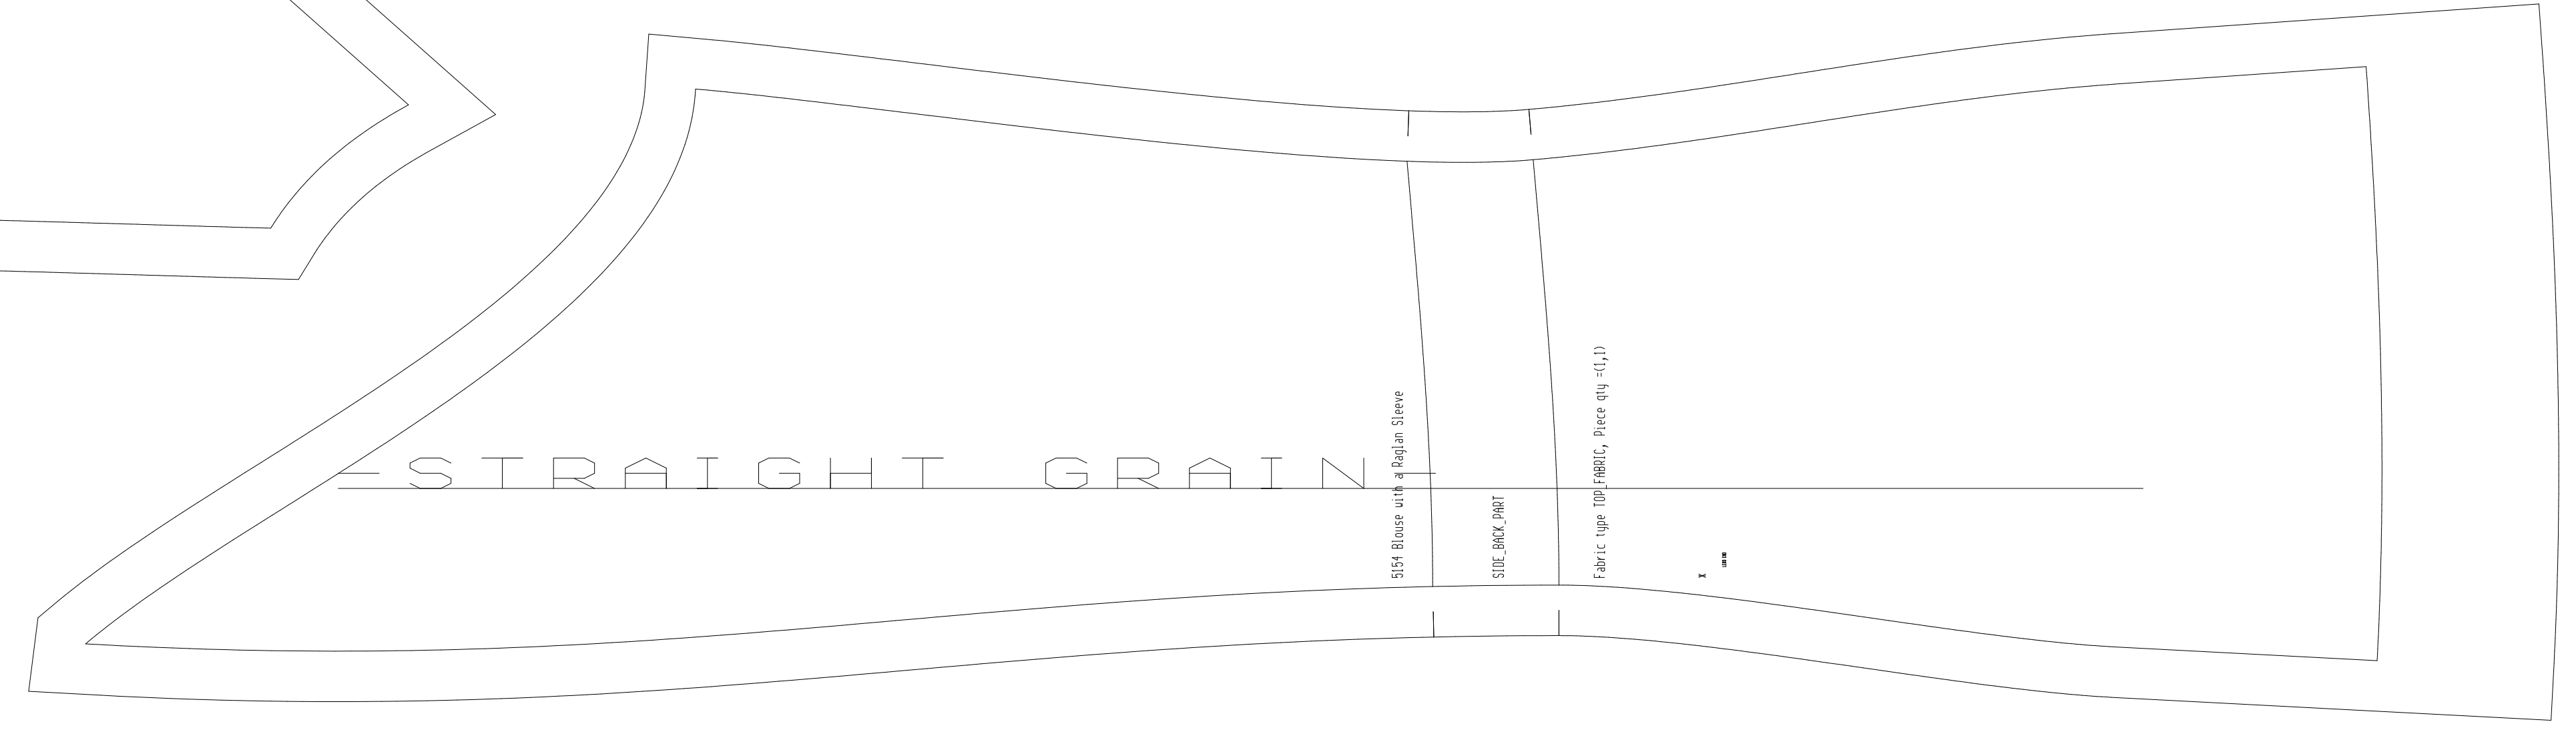 -STRAIGHT GRAIN-
5154 Blouse with a Raglan Sleeve
SIDE_BACK_PART
Fabric type TOP_FABRIC, Piece qty =(1,1)